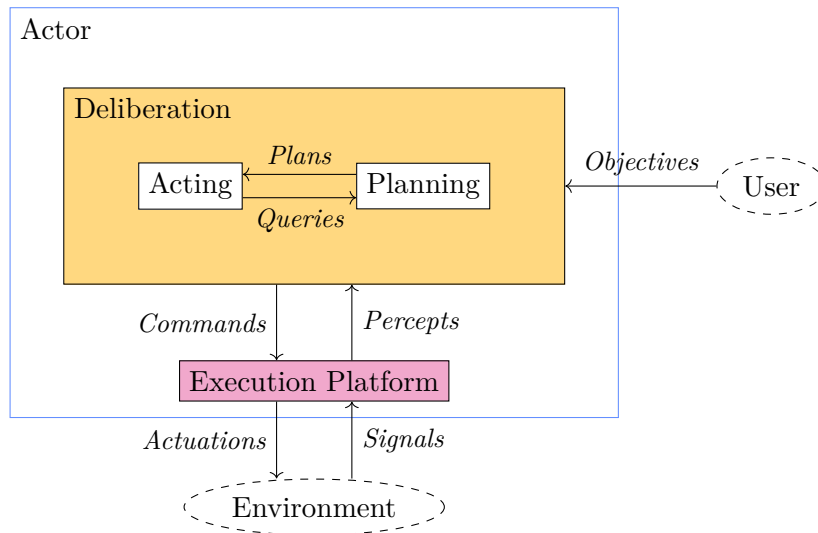 Actor
Deliberation
Plans
Acting
Planning
Queries
Objectives
User
Commands
Percepts
Execution Platform
Actuations
Signals
Environment